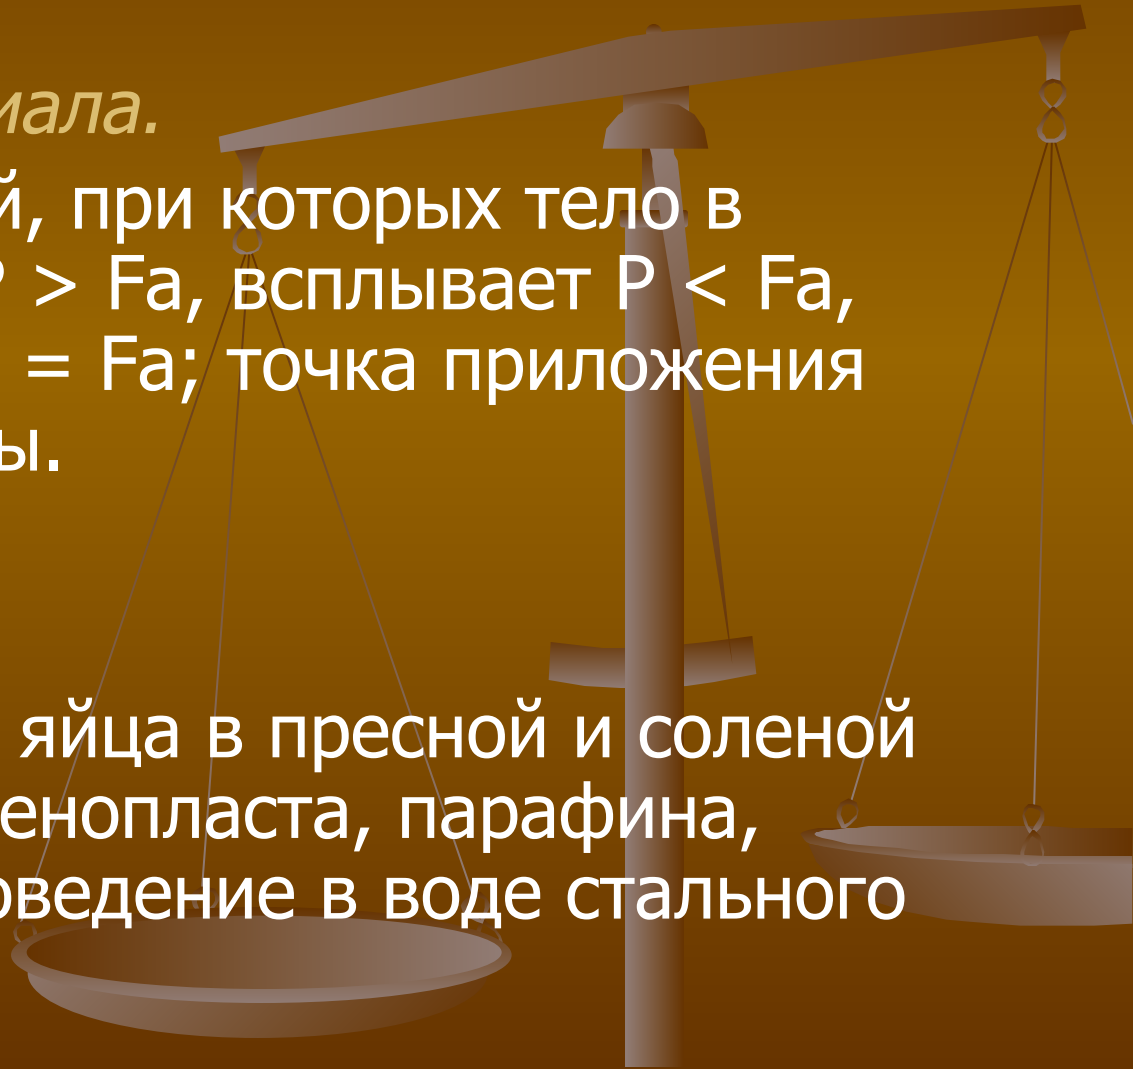 иала.
й, при которых тело в
> Fa, всплывает P < Fa,
= Fa; точка приложения
ы.
яйца в пресной и соленой
енопласта, парафина,
оведение в воде стального